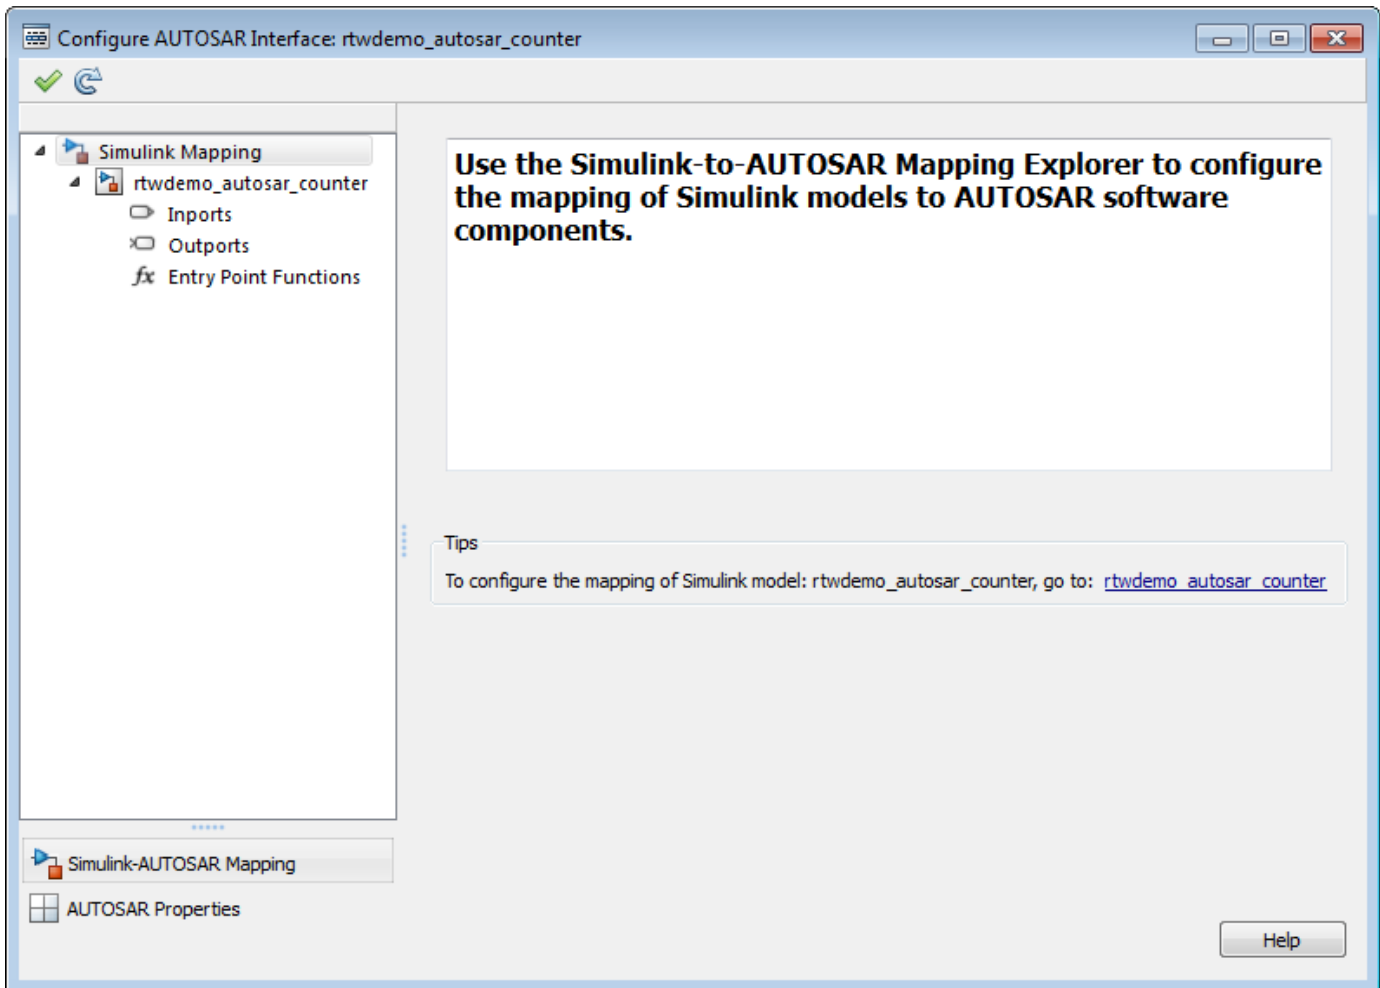 Configure AUTOSAR Interface: rtwdemo_autosar_counter
Simulink Mapping
rtwdemo_autosar_counter
Inports
Outports
fx Entry Point Functions
Simulink-AUTOSAR Mapping
AUTOSAR Properties
Use the Simulink-to-AUTOSAR Mapping Explorer to configure
the mapping of Simulink models to AUTOSAR software
components.
Tips
To configure the mapping of Simulink model: rtwdemo_autosar_counter, go to: rtwdemo_autosar_counter
Help